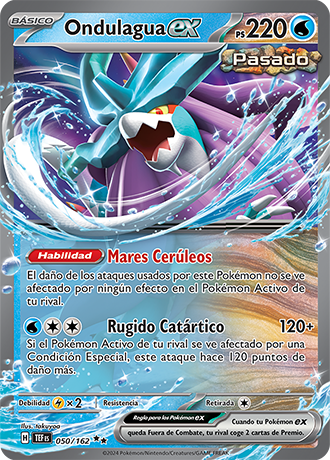 BÁSICO
Ondulagua ex
PS 220
Pasado
Habilidad Mares Cerúleos
El daño de los ataques usados por este Pokémon no se ve
afectado por ningún efecto en el Pokémon Activo de
tu rival.
Rugido Catártico 120+
Si el Pokémon Activo de tu rival se ve afectado por una
Condición Especial, este ataque hace 120 puntos de
daño más.
Debilidad x2 Resistencia Retirada
Illus. takuyoa
Regla para los Pokémon ex
Cuando tu Pokémon ex
queda Fuera de Combate, tu rival coge 2 cartas de Premio.
H TEF ES 050/162
©2024 Pokémon/Nintendo/Creatures/GAME FREAK